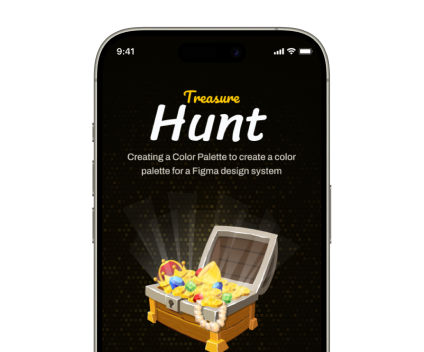 9:41
Treasure
Hunt
Creating a Color Palette to create a color
palette for a Figma design system